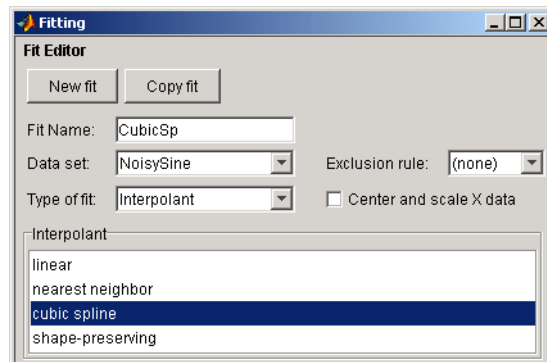 Fitting
Fit Editor
New fit Copy fit
Fit Name: CubicSp
Data set: NoisySine Exclusion rule: (none)
Type of fit: Interpolant Center and scale X data
Interpolant
linear
nearest neighbor
cubic spline
shape-preserving